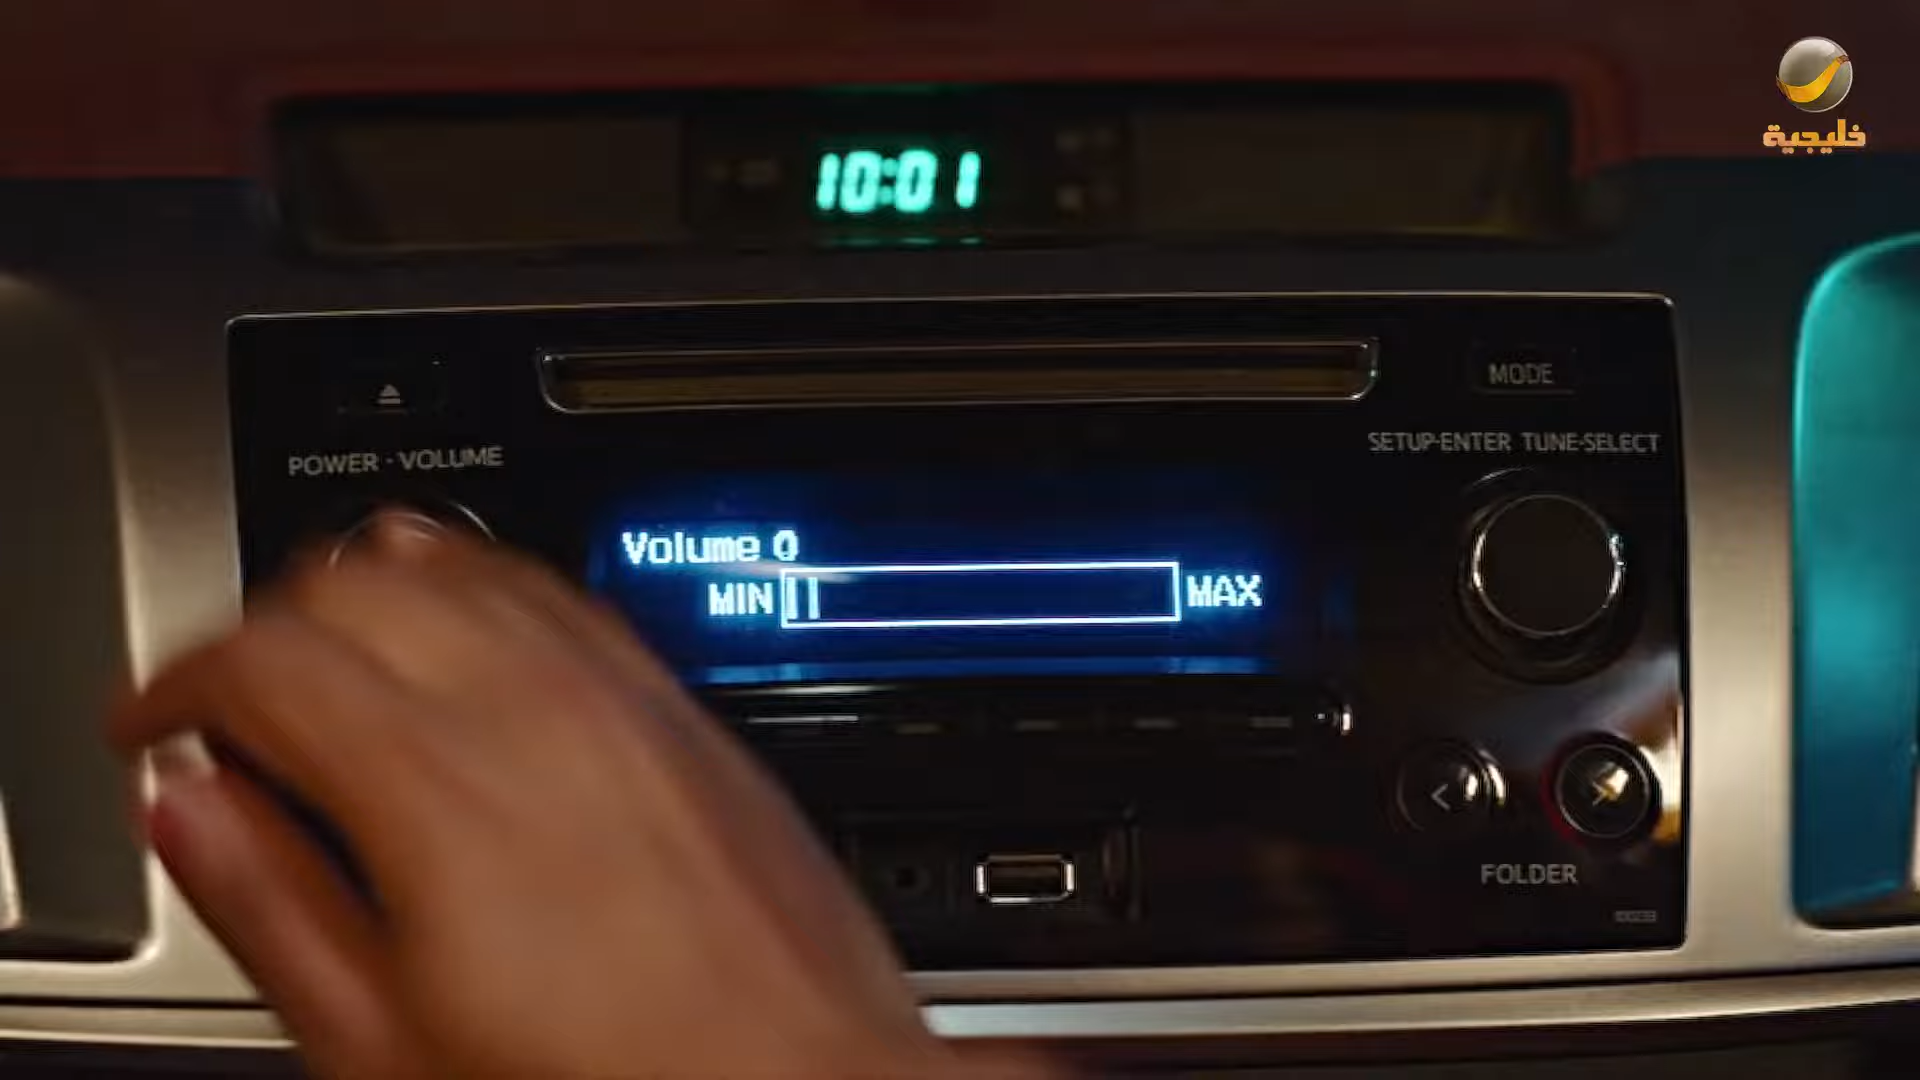 خليجية
10:01
MODE
POWER · VOLUME
SETUP·ENTER TUNE·SELECT
Volume 0
MIN MAX
FOLDER